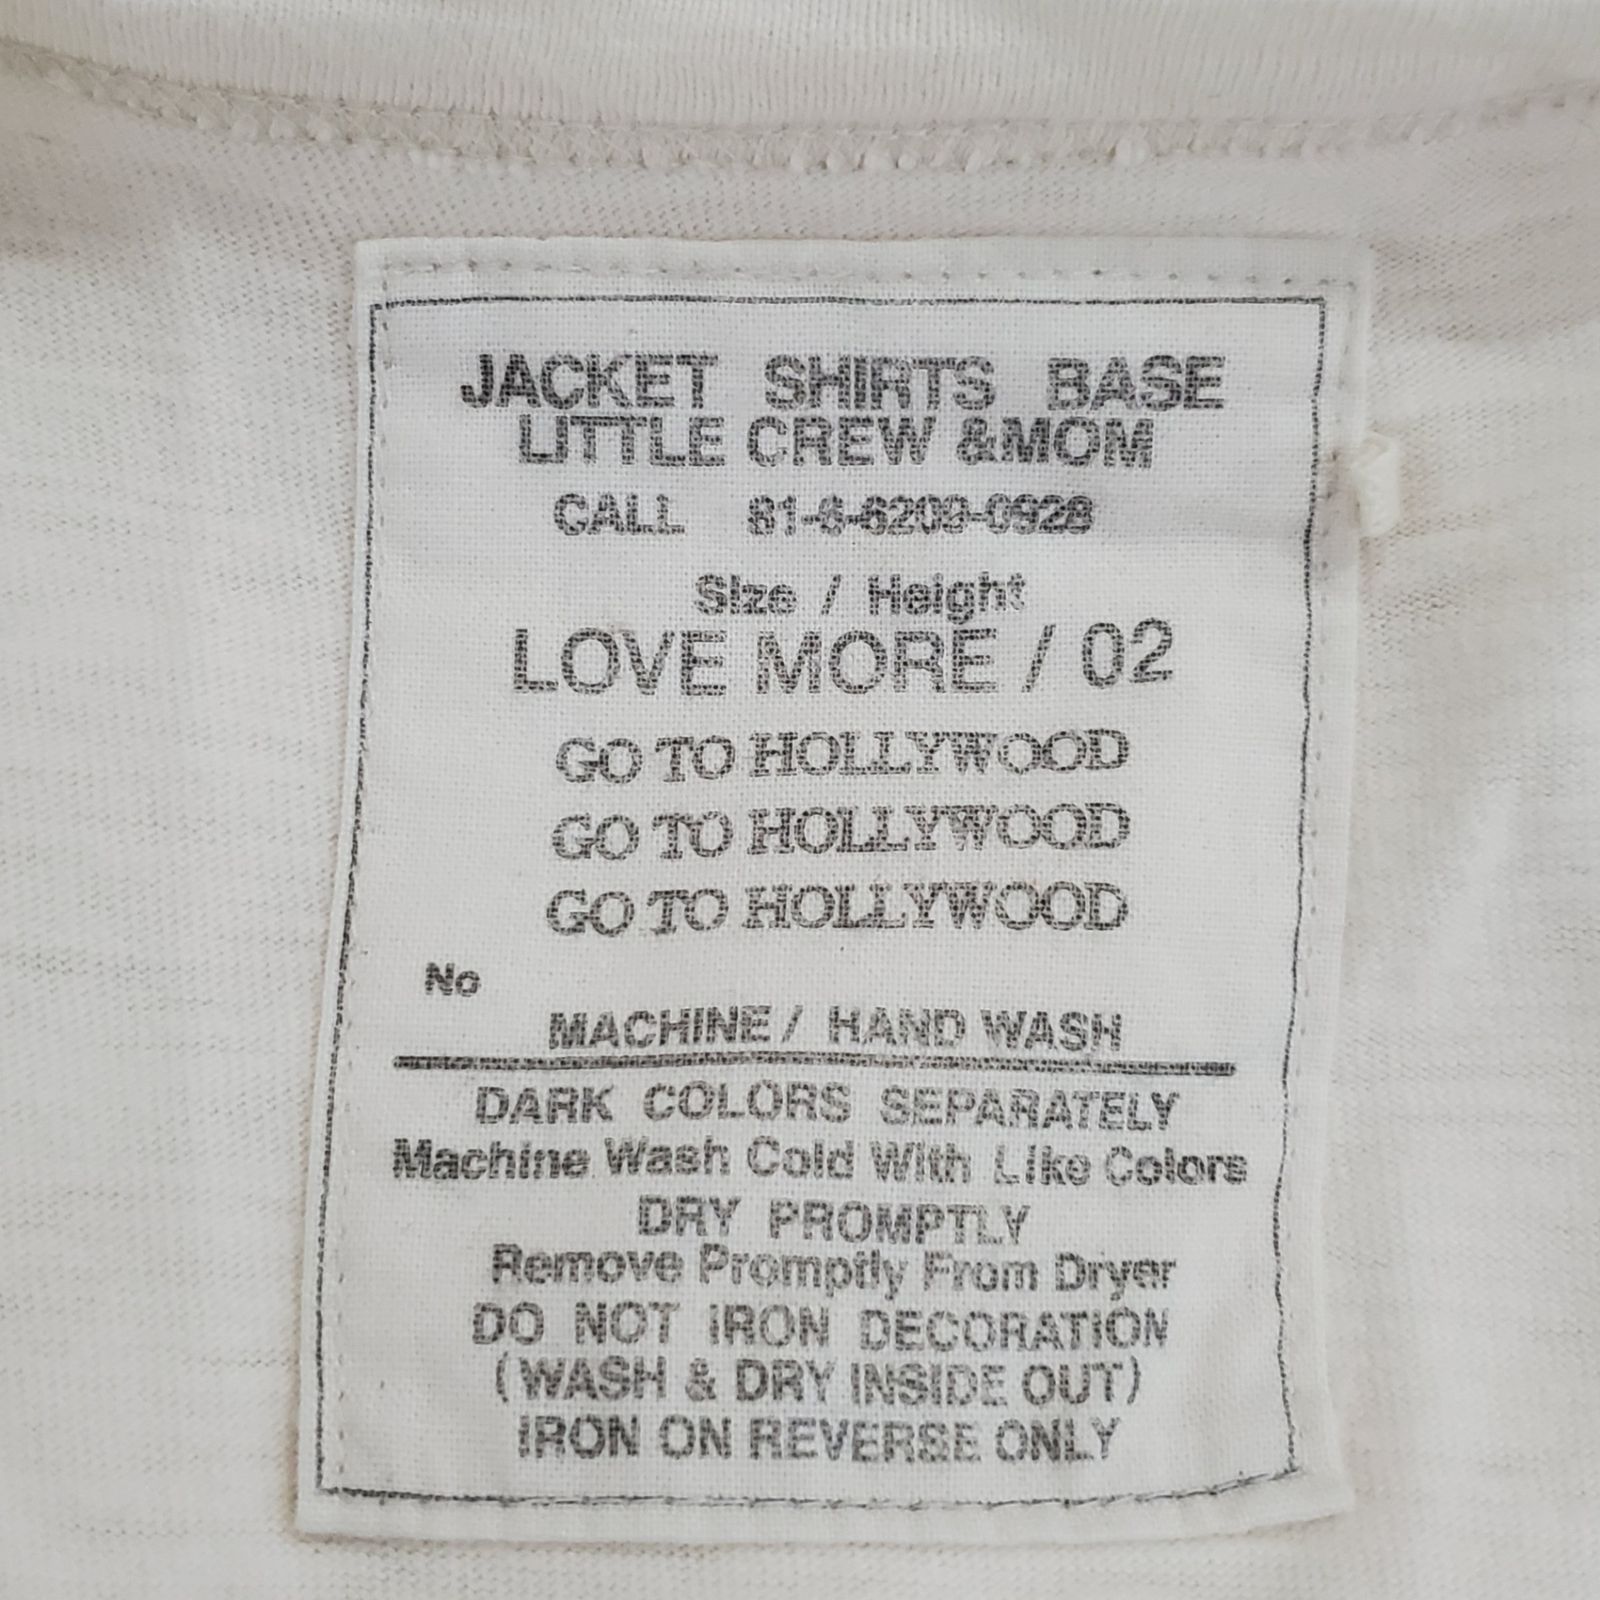 JACKET SHIRTS BASE
LITTLE CREW &MOM
CALL 81-6-6209-0928
Size / Height
LOVE MORE / 02
GO TO HOLLYWOOD
GO TO HOLLYWOOD
GO TO HOLLYWOOD
No
MACHINE / HAND WASH
DARK COLORS SEPARATELY
Machine Wash Cold With Like Colors
DRY PROMPTLY
Remove Promptly From Dryer
DO NOT IRON DECORATION
(WASH & DRY INSIDE OUT)
IRON ON REVERSE ONLY